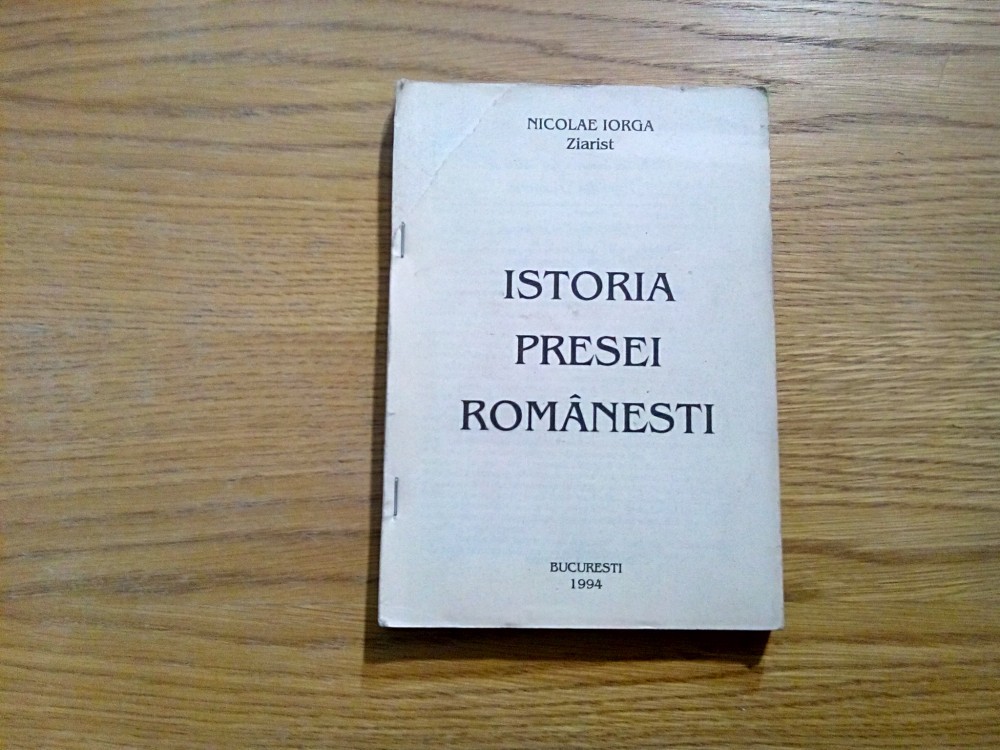 NICOLAE IORGA
Ziarist
ISTORIA
PRESEI
ROMÂNESTI
BUCURESTI
1994